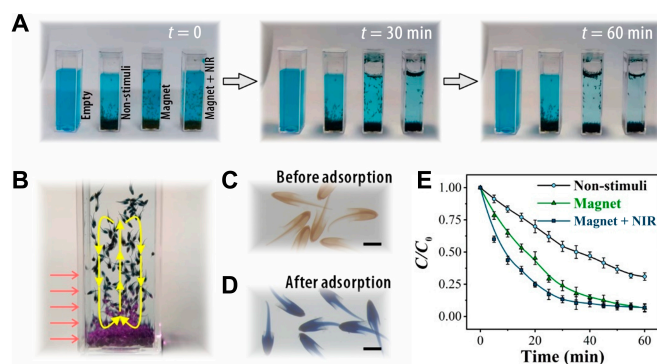 A
t = 0
t = 30 min
t = 60 min
Empty
Non-stimuli
Magnet
Magnet + NIR
B
C
Before adsorption
D
After adsorption
E
Non-stimuli
Magnet
Magnet + NIR
C/C0
1.00
0.75
0.50
0.25
0.00
0
20
40
60
Time (min)